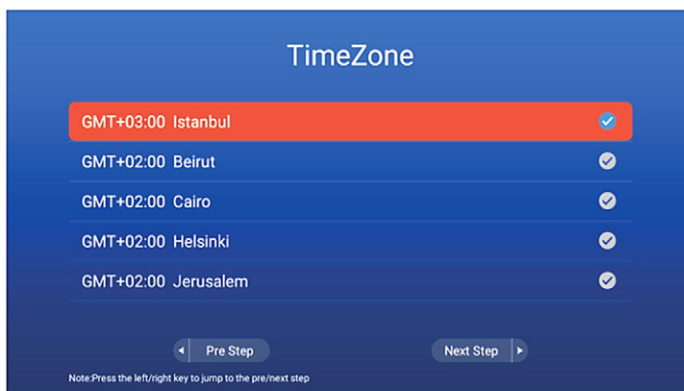 TimeZone
GMT+03:00 Istanbul
GMT+02:00 Beirut
GMT+02:00 Cairo
GMT+02:00 Helsinki
GMT+02:00 Jerusalem
Pre Step Next Step
Note:Press the left/right key to jump to the pre/next step